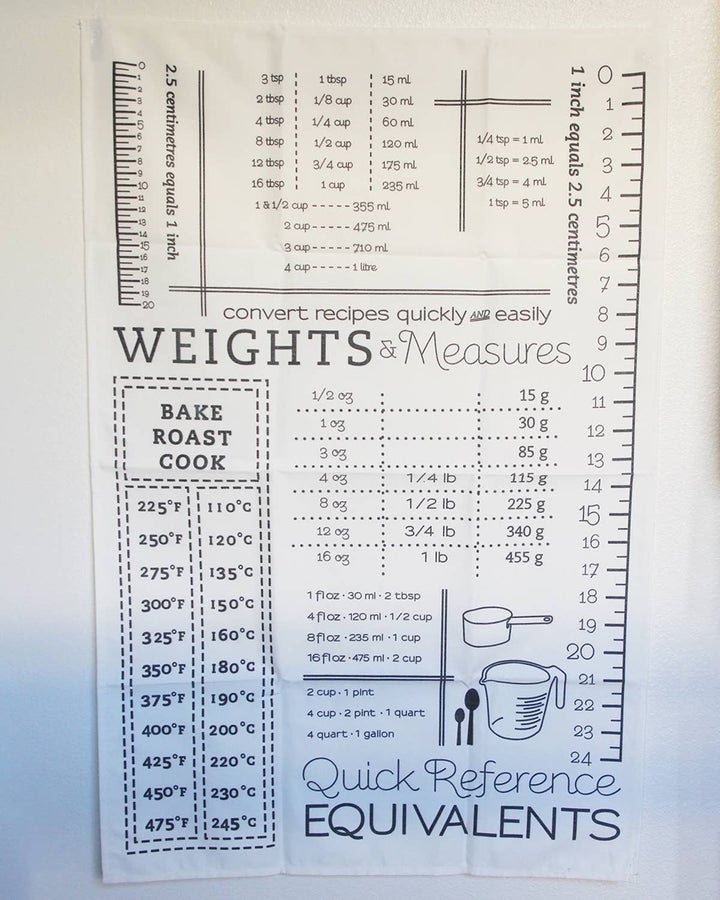 0
1
2
3
4
5
6
7
8
9
10
11
12
13
14
15
16
17
18
19
20
2.5 centimetres equals 1 inch
3 tsp 1 tbsp 15 ml
2 tbsp 1/8 cup 30 ml
4 tbsp 1/4 cup 60 ml
8 tbsp 1/2 cup 120 ml
12 tbsp 3/4 cup 175 ml
16 tbsp 1 cup 235 ml
1 & 1/2 cup ----- 355 ml
2 cup ----- 475 ml
3 cup ----- 710 ml
4 cup ----- 1 litre
1/4 tsp = 1 ml
1/2 tsp = 2.5 ml
3/4 tsp = 4 ml
1 tsp = 5 ml
1 inch equals 2.5 centimetres
0
1
2
3
4
5
6
7
8
9
10
11
12
13
14
15
16
17
18
19
20
21
22
23
24
convert recipes quickly AND easily
WEIGHTS & Measures
BAKE
ROAST
COOK
225°F 110°C
250°F 120°C
275°F 135°C
300°F 150°C
325°F 160°C
350°F 180°C
375°F 190°C
400°F 200°C
425°F 220°C
450°F 230°C
475°F 245°C
1/2 oz 15 g
1 oz 30 g
3 oz 85 g
4 oz 1/4 lb 115 g
8 oz 1/2 lb 225 g
12 oz 3/4 lb 340 g
16 oz 1 lb 455 g
1 fl oz · 30 ml · 2 tbsp
4 fl oz · 120 ml · 1/2 cup
8 fl oz · 235 ml · 1 cup
16 fl oz · 475 ml · 2 cup
2 cup · 1 pint
4 cup · 2 pint · 1 quart
4 quart · 1 gallon
Quick Reference
EQUIVALENTS